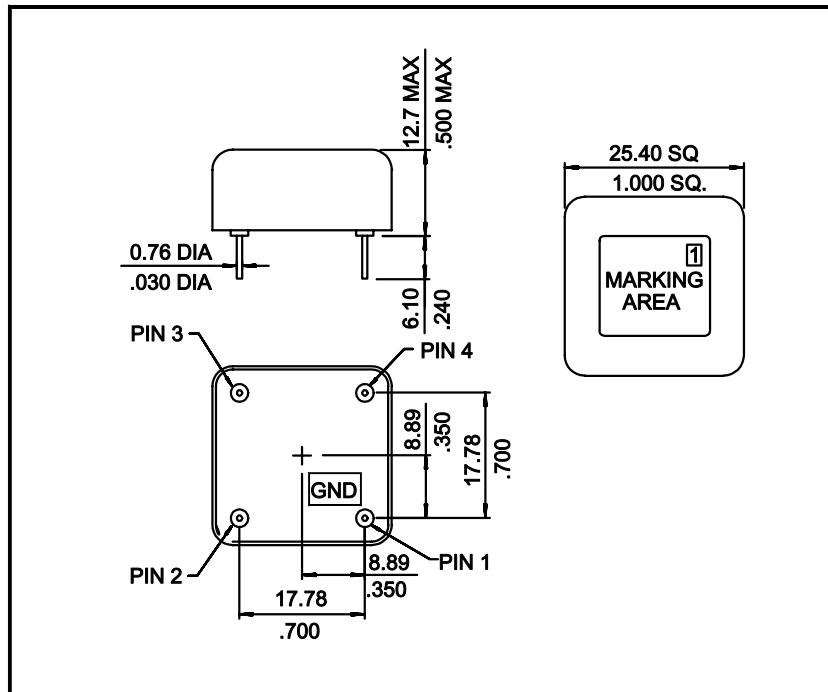 12.7 MAX
.500 MAX
25.40 SQ
1.000 SQ.
0.76 DIA
.030 DIA
1
MARKING
AREA
6.10
.240
PIN 3
PIN 4
8.89
.350
17.78
.700
GND
PIN 2
PIN 1
8.89
.350
17.78
.700